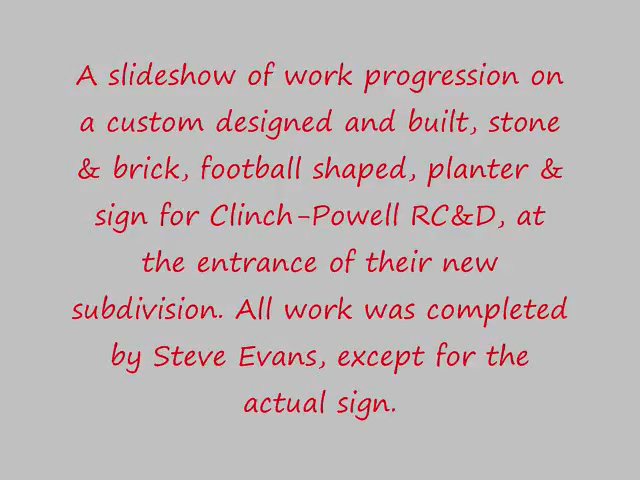 A slideshow of work progression on
a custom designed and built, stone
& brick, football shaped, planter &
sign for Clinch-Powell RC&D, at
the entrance of their new
subdivision. All work was completed
by Steve Evans, except for the
actual sign.